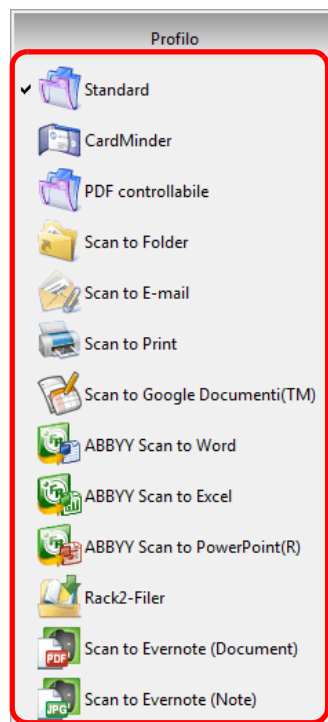 Profilo
Standard
CardMinder
PDF controllabile
Scan to Folder
Scan to E-mail
Scan to Print
Scan to Google Documenti(TM)
ABBYY Scan to Word
ABBYY Scan to Excel
ABBYY Scan to PowerPoint(R)
Rack2-Filer
PDF Scan to Evernote (Document)
JPG Scan to Evernote (Note)